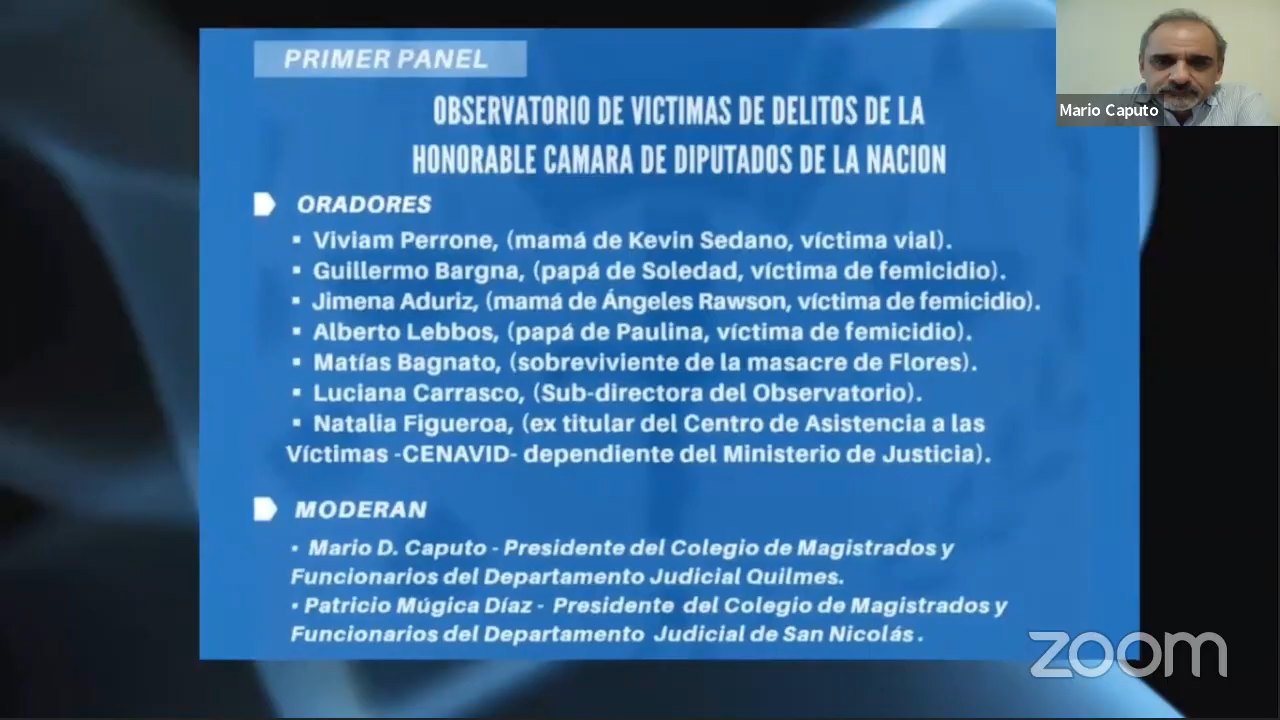 PRIMER PANEL
OBSERVATORIO DE VICTIMAS DE DELITOS DE LA
HONORABLE CAMARA DE DIPUTADOS DE LA NACION
ORADORES
▪ Viviam Perrone, (mamá de Kevin Sedano, víctima vial).
▪ Guillermo Bargna, (papá de Soledad, víctima de femicidio).
▪ Jimena Aduriz, (mamá de Ángeles Rawson, víctima de femicidio).
▪ Alberto Lebbos, (papá de Paulina, víctima de femicidio).
▪ Matías Bagnato, (sobreviviente de la masacre de Flores).
▪ Luciana Carrasco, (Sub-directora del Observatorio).
▪ Natalia Figueroa, (ex titular del Centro de Asistencia a las
Víctimas -CENAVID- dependiente del Ministerio de Justicia).
MODERAN
• Mario D. Caputo - Presidente del Colegio de Magistrados y
Funcionarios del Departamento Judicial Quilmes.
• Patricio Múgica Díaz - Presidente del Colegio de Magistrados y
Funcionarios del Departamento Judicial de San Nicolás.
Mario Caputo
zoom